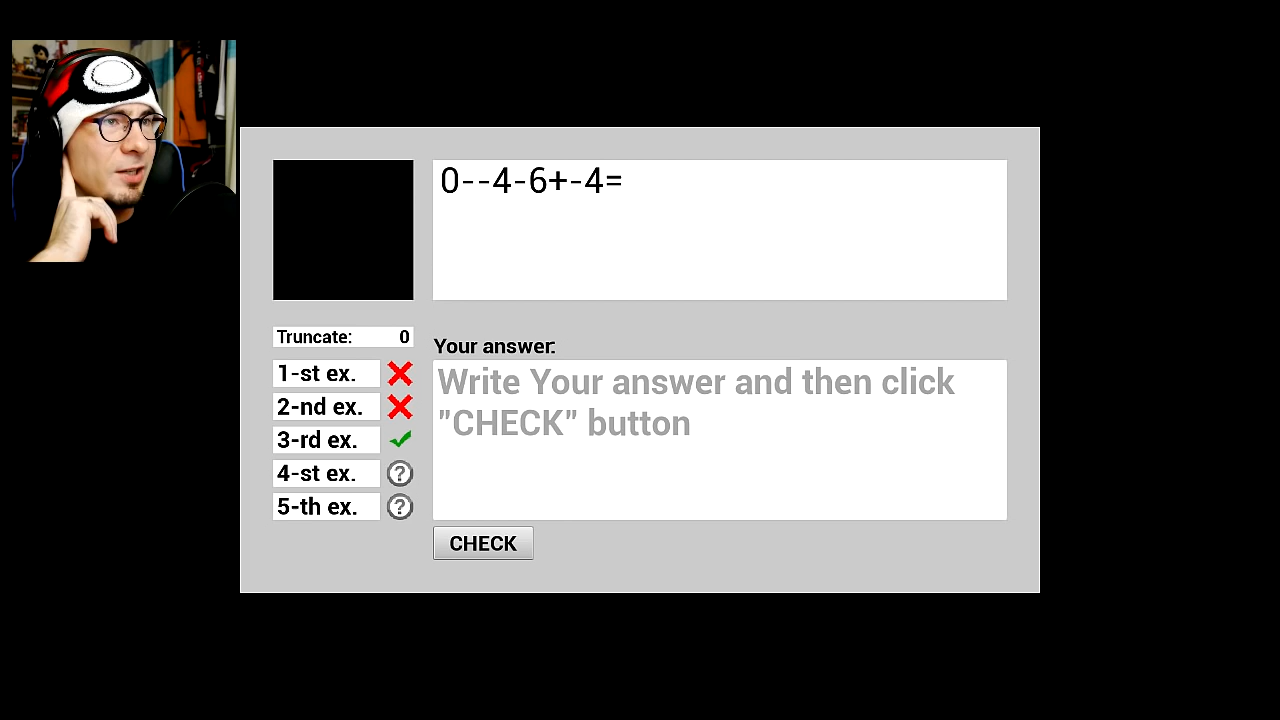 0--4-6+-4=
Truncate: 0
1-st ex.
2-nd ex.
3-rd ex.
4-st ex.
5-th ex.
Your answer:
Write Your answer and then click
"CHECK" button
CHECK